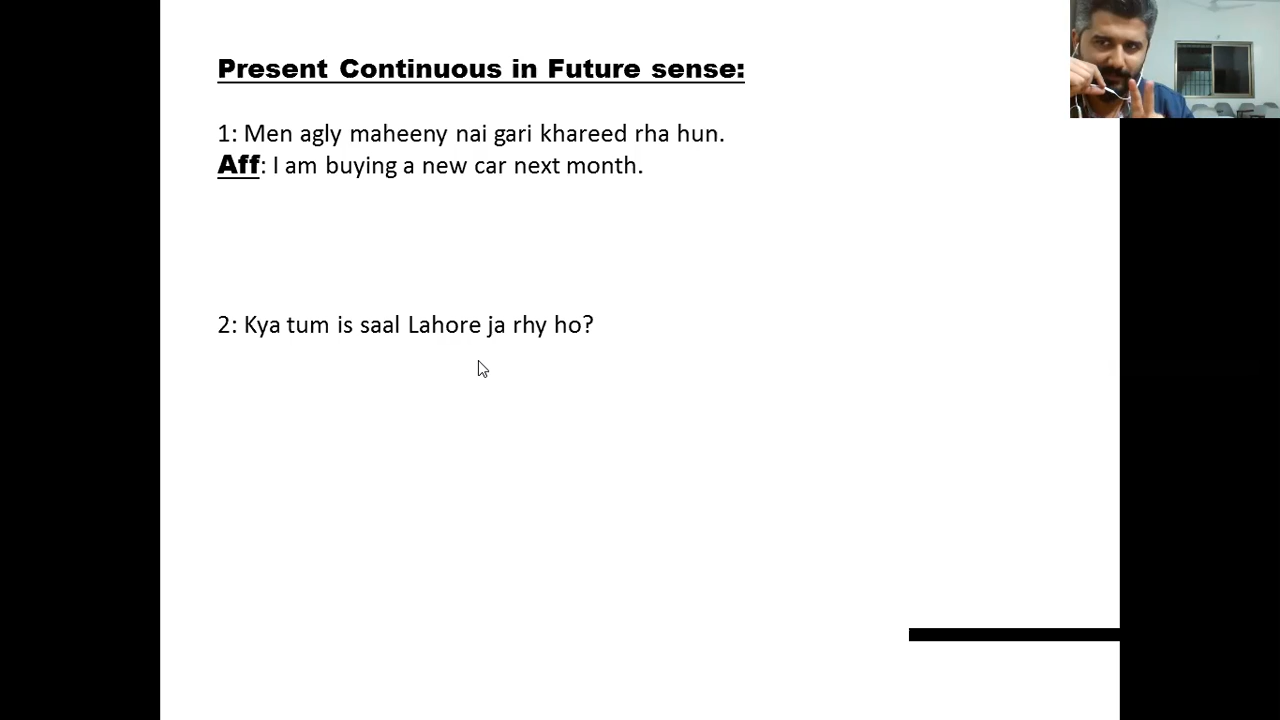 Present Continuous in Future sense:
1: Men agly maheeny nai gari khareed rha hun.
Aff: I am buying a new car next month.
2: Kya tum is saal Lahore ja rhy ho?